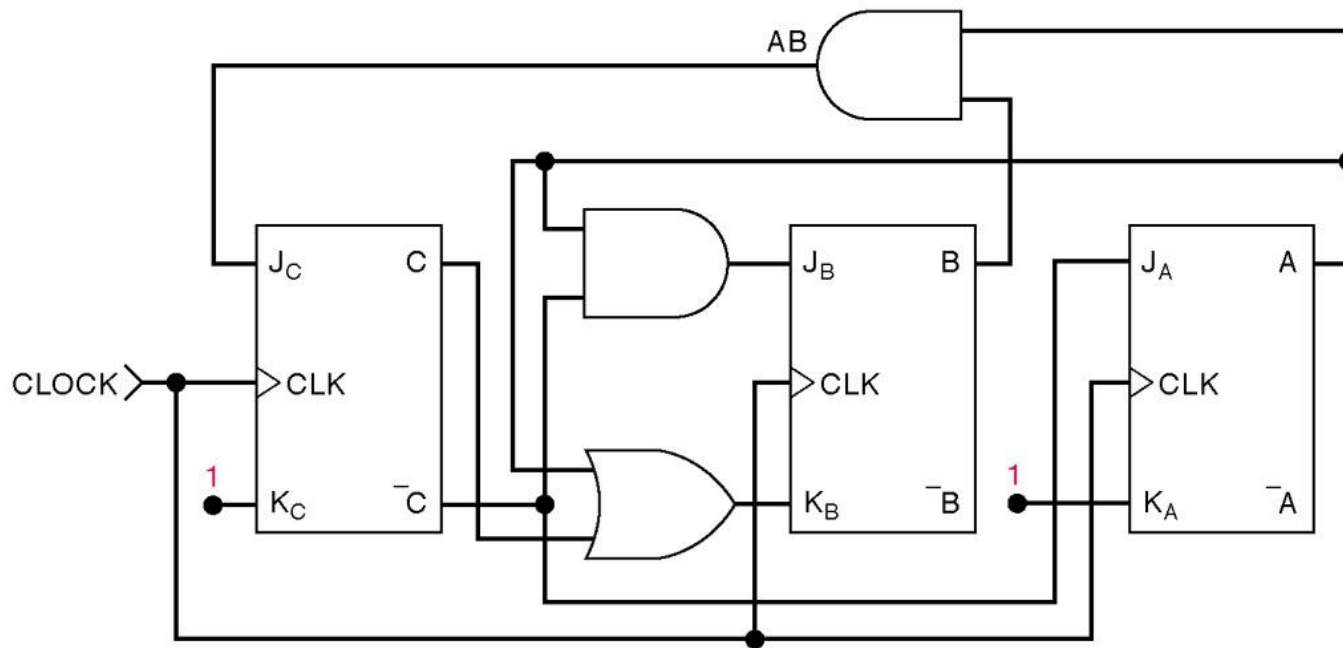 AB
J_C C J_B B J_A A
CLOCK CLK CLK CLK
1 1
K_C C̅ K_B B̅ K_A A̅